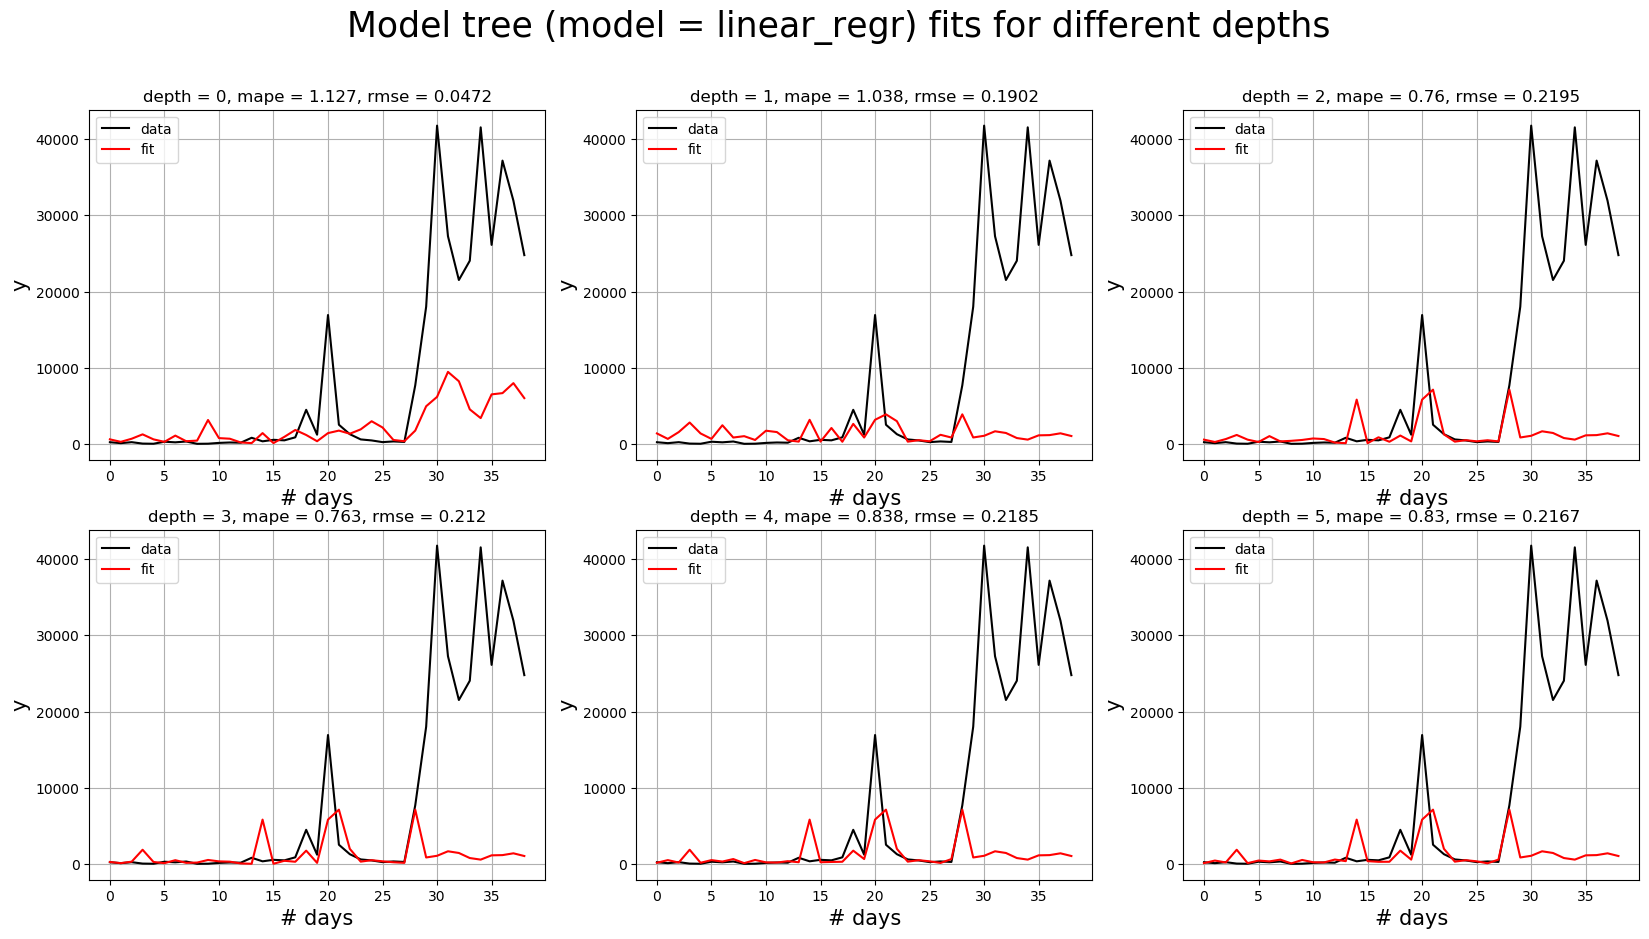 Model tree (model = linear_regr) fits for different depths
depth = 0, mape = 1.127, rmse = 0.0472
data
fit
40000
30000
20000
10000
0
y
0 5 10 15 20 25 30 35
# days
depth = 1, mape = 1.038, rmse = 0.1902
data
fit
40000
30000
20000
10000
0
y
0 5 10 15 20 25 30 35
# days
depth = 2, mape = 0.76, rmse = 0.2195
data
fit
40000
30000
20000
10000
0
y
0 5 10 15 20 25 30 35
# days
depth = 3, mape = 0.763, rmse = 0.212
data
fit
40000
30000
20000
10000
0
y
0 5 10 15 20 25 30 35
# days
depth = 4, mape = 0.838, rmse = 0.2185
data
fit
40000
30000
20000
10000
0
y
0 5 10 15 20 25 30 35
# days
depth = 5, mape = 0.83, rmse = 0.2167
data
fit
40000
30000
20000
10000
0
y
0 5 10 15 20 25 30 35
# days